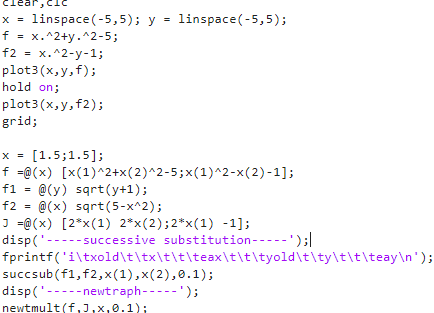 clear,clc
x = linspace(-5,5); y = linspace(-5,5);
f = x.^2+y.^2-5;
f2 = x.^2-y-1;
plot3(x,y,f);
hold on;
plot3(x,y,f2);
grid;
x = [1.5;1.5];
f =@(x) [x(1)^2+x(2)^2-5;x(1)^2-x(2)-1];
f1 = @(y) sqrt(y+1);
f2 = @(x) sqrt(5-x^2);
J =@(x) [2*x(1) 2*x(2);2*x(1) -1];
disp('-----successive substitution-----');
fprintf('i\txold\t\tx\t\t\teax\t\t\tyold\t\ty\t\t\teay\n');
succsub(f1,f2,x(1),x(2),0.1);
disp('-----newtraph-----');
newtmult(f,J,x,0.1);